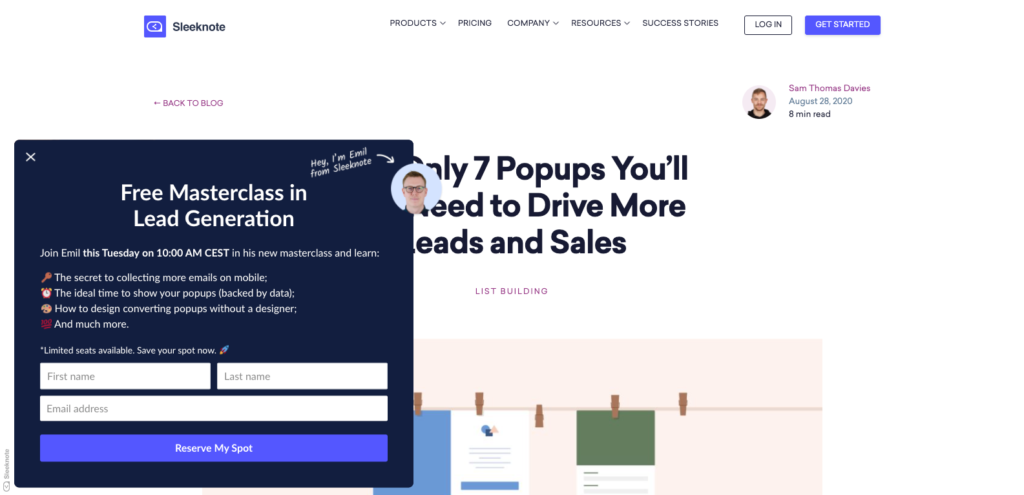 Sleeknote
PRODUCTS
PRICING
COMPANY
RESOURCES
SUCCESS STORIES
LOG IN
GET STARTED
← BACK TO BLOG
Sam Thomas Davies
August 28, 2020
8 min read
nly 7 Popups You'll
eed to Drive More
eads and Sales
LIST BUILDING
Hey, I'm Emil
from Sleeknote
Free Masterclass in
Lead Generation
Join Emil this Tuesday on 10:00 AM CEST in his new masterclass and learn:
🔑 The secret to collecting more emails on mobile;
⏰ The ideal time to show your popups (backed by data);
🎨 How to design converting popups without a designer;
💯 And much more.
*Limited seats available. Save your spot now. 🚀
First name
Last name
Email address
Reserve My Spot
Sleeknote